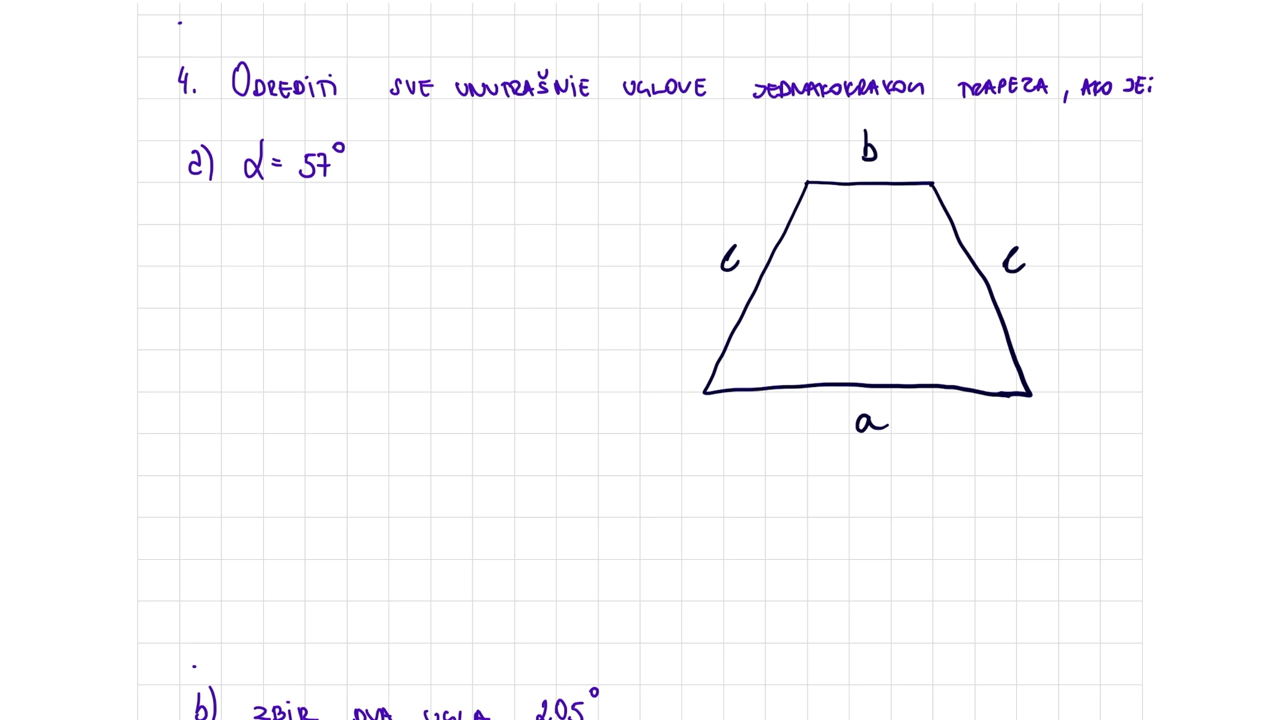 4. ODREDITI SVE UNUTRAŠNJE UGLOVE JEDNAKOKRAKOG TRAPEZA, AKO JE:
a) α = 57°
b
c
c
a
b) ZBIR DVA UGLA 205°